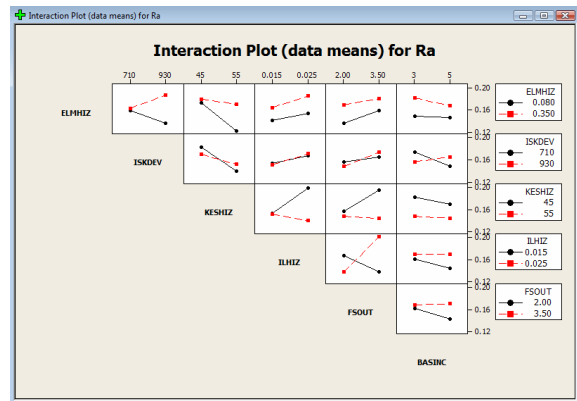 Interaction Plot (data means) for Ra
Interaction Plot (data means) for Ra
710 930 45 55 0.015 0.025 2.00 3.50 3 5
ELMHIZ
0.20
0.16
0.12
ELMHIZ
0.080
0.350
ISKDEV
0.20
0.16
0.12
ISKDEV
710
930
KESHIZ
0.20
0.16
0.12
KESHIZ
45
55
ILHIZ
0.20
0.16
0.12
ILHIZ
0.015
0.025
FSOUT
0.20
0.16
0.12
FSOUT
2.00
3.50
BASINC